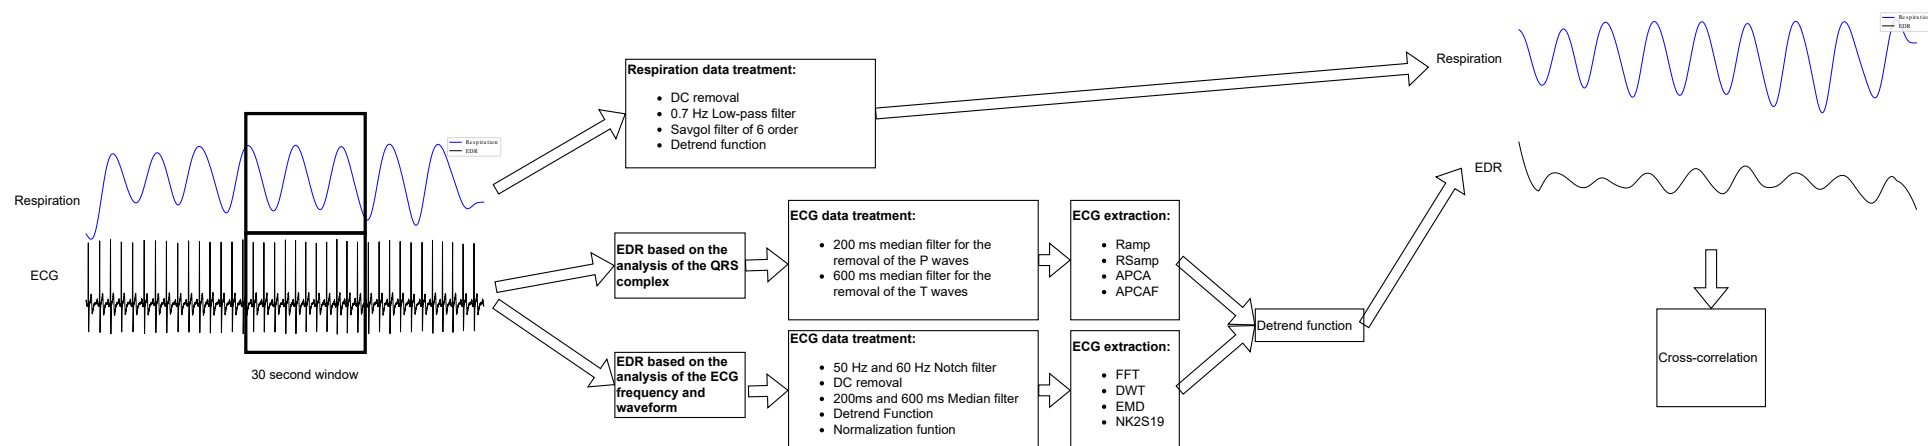 Respiration
ECG
Respiration
EDR
30 second window
Respiration data treatment:
• DC removal
• 0.7 Hz Low-pass filter
• Savgol filter of 6 order
• Detrend function
EDR based on the
analysis of the QRS
complex
ECG data treatment:
• 200 ms median filter for the
removal of the P waves
• 600 ms median filter for the
removal of the T waves
ECG extraction:
• Ramp
• RSamp
• APCA
• APCAF
EDR based on the
analysis of the ECG
frequency and
waveform
ECG data treatment:
• 50 Hz and 60 Hz Notch filter
• DC removal
• 200ms and 600 ms Median filter
• Detrend Function
• Normalization funtion
ECG extraction:
• FFT
• DWT
• EMD
• NK2S19
Detrend function
Respiration
Respiration
EDR
EDR
Cross-correlation